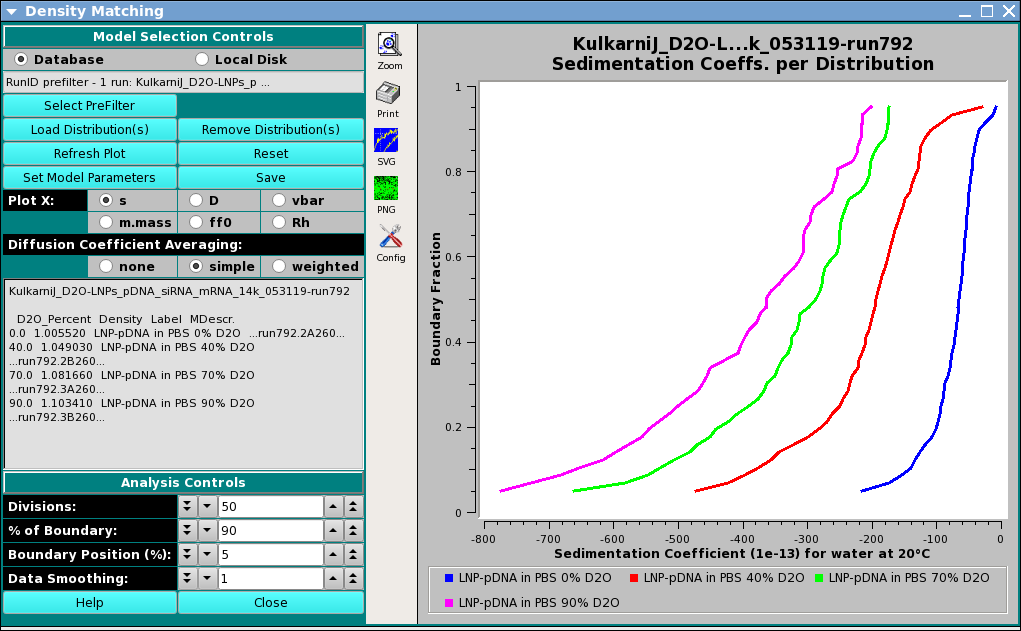 Density Matching
Model Selection Controls
Database Local Disk
RunID prefilter - 1 run: KulkarniJ_D2O-LNPs_p ...
Select PreFilter
Load Distribution(s) Remove Distribution(s)
Refresh Plot Reset
Set Model Parameters Save
Plot X: s D vbar
m.mass ff0 Rh
Diffusion Coefficient Averaging:
none simple weighted
KulkarniJ_D2O-LNPs_pDNA_siRNA_mRNA_14k_053119-run792
D2O_Percent Density Label MDescr.
0.0 1.005520 LNP-pDNA in PBS 0% D2O ...run792.2A260...
40.0 1.049030 LNP-pDNA in PBS 40% D2O
...run792.2B260...
70.0 1.081660 LNP-pDNA in PBS 70% D2O
...run792.3A260...
90.0 1.103410 LNP-pDNA in PBS 90% D2O
...run792.3B260...
Analysis Controls
Divisions: 50
% of Boundary: 90
Boundary Position (%): 5
Data Smoothing: 1
Help Close
Zoom
Print
SVG
PNG
Config
KulkarniJ_D2O-L...k_053119-run792
Sedimentation Coeffs. per Distribution
Boundary Fraction
1
0.8
0.6
0.4
0.2
0
-800 -700 -600 -500 -400 -300 -200 -100 0
Sedimentation Coefficient (1e-13) for water at 20°C
LNP-pDNA in PBS 0% D2O LNP-pDNA in PBS 40% D2O LNP-pDNA in PBS 70% D2O
LNP-pDNA in PBS 90% D2O